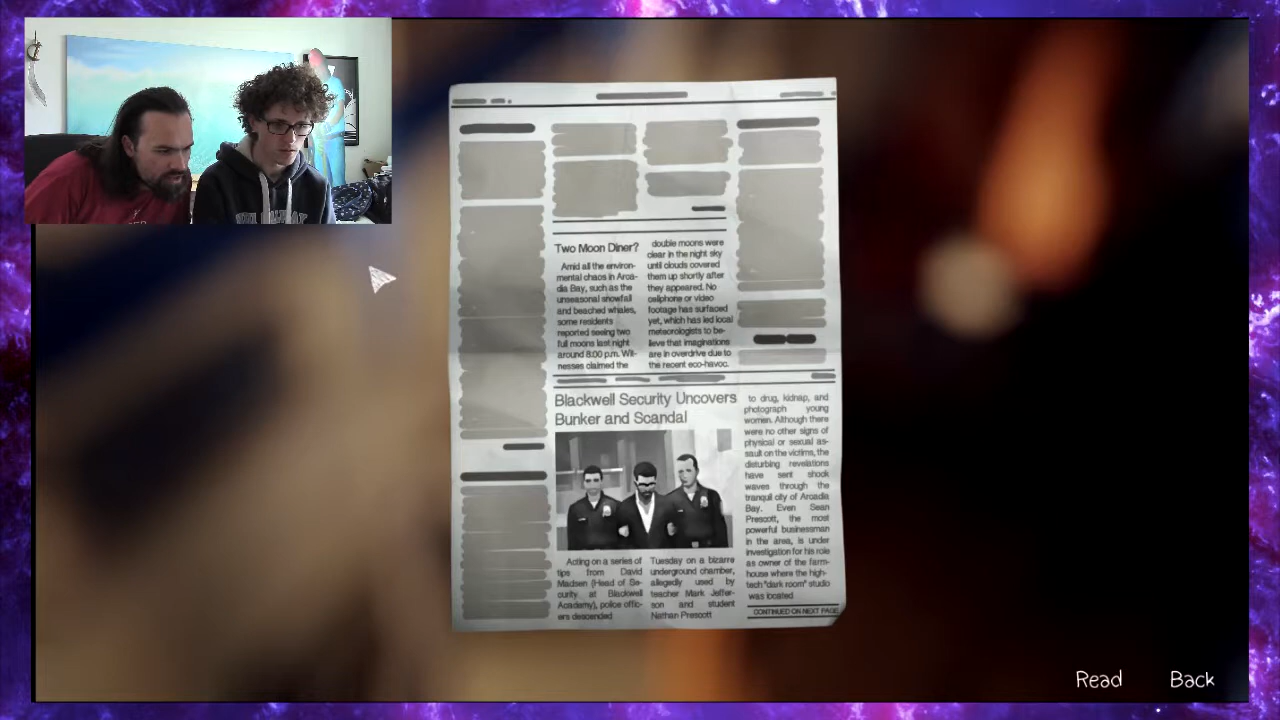 Two Moon Diner?
Amid all the environ-
mental chaos in Arca-
dia Bay, such as the
unseasonal snowfall
and beached whales,
some residents
reported seeing two
full moons last night
around 8:00 p.m. Wit-
nesses claimed the
double moons were
clear in the night sky
until clouds covered
them up shortly after
they appeared. No
cellphone or video
footage has surfaced
yet, which has led local
meteorologists to be-
lieve that imaginations
are in overdrive due to
the recent eco-havoc.
Blackwell Security Uncovers
Bunker and Scandal
Acting on a series of
tips from David
Madsen (Head of Se-
curity at Blackwell
Academy), police offic-
ers descended
Tuesday on a bizarre
underground chamber,
allegedly used by
teacher Mark Jeffer-
son and student
Nathan Prescott
to drug, kidnap, and
photograph young
women. Although there
were no other signs of
physical or sexual as-
sault on the victims, the
disturbing revelations
have sent shock
waves through the
tranquil city of Arcadia
Bay. Even Sean
Prescott, the most
powerful businessman
in the area, is under
investigation for his role
as owner of the farm-
house where the high-
tech "dark room" studio
was located
CONTINUED ON NEXT PAGE
Read
Back